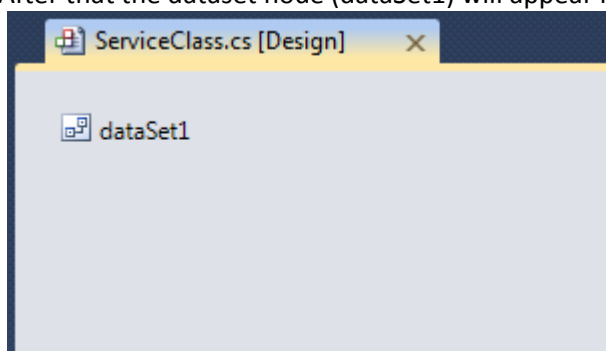 After that the dataset node (dataSet1) will appear
ServiceClass.cs [Design]
dataSet1